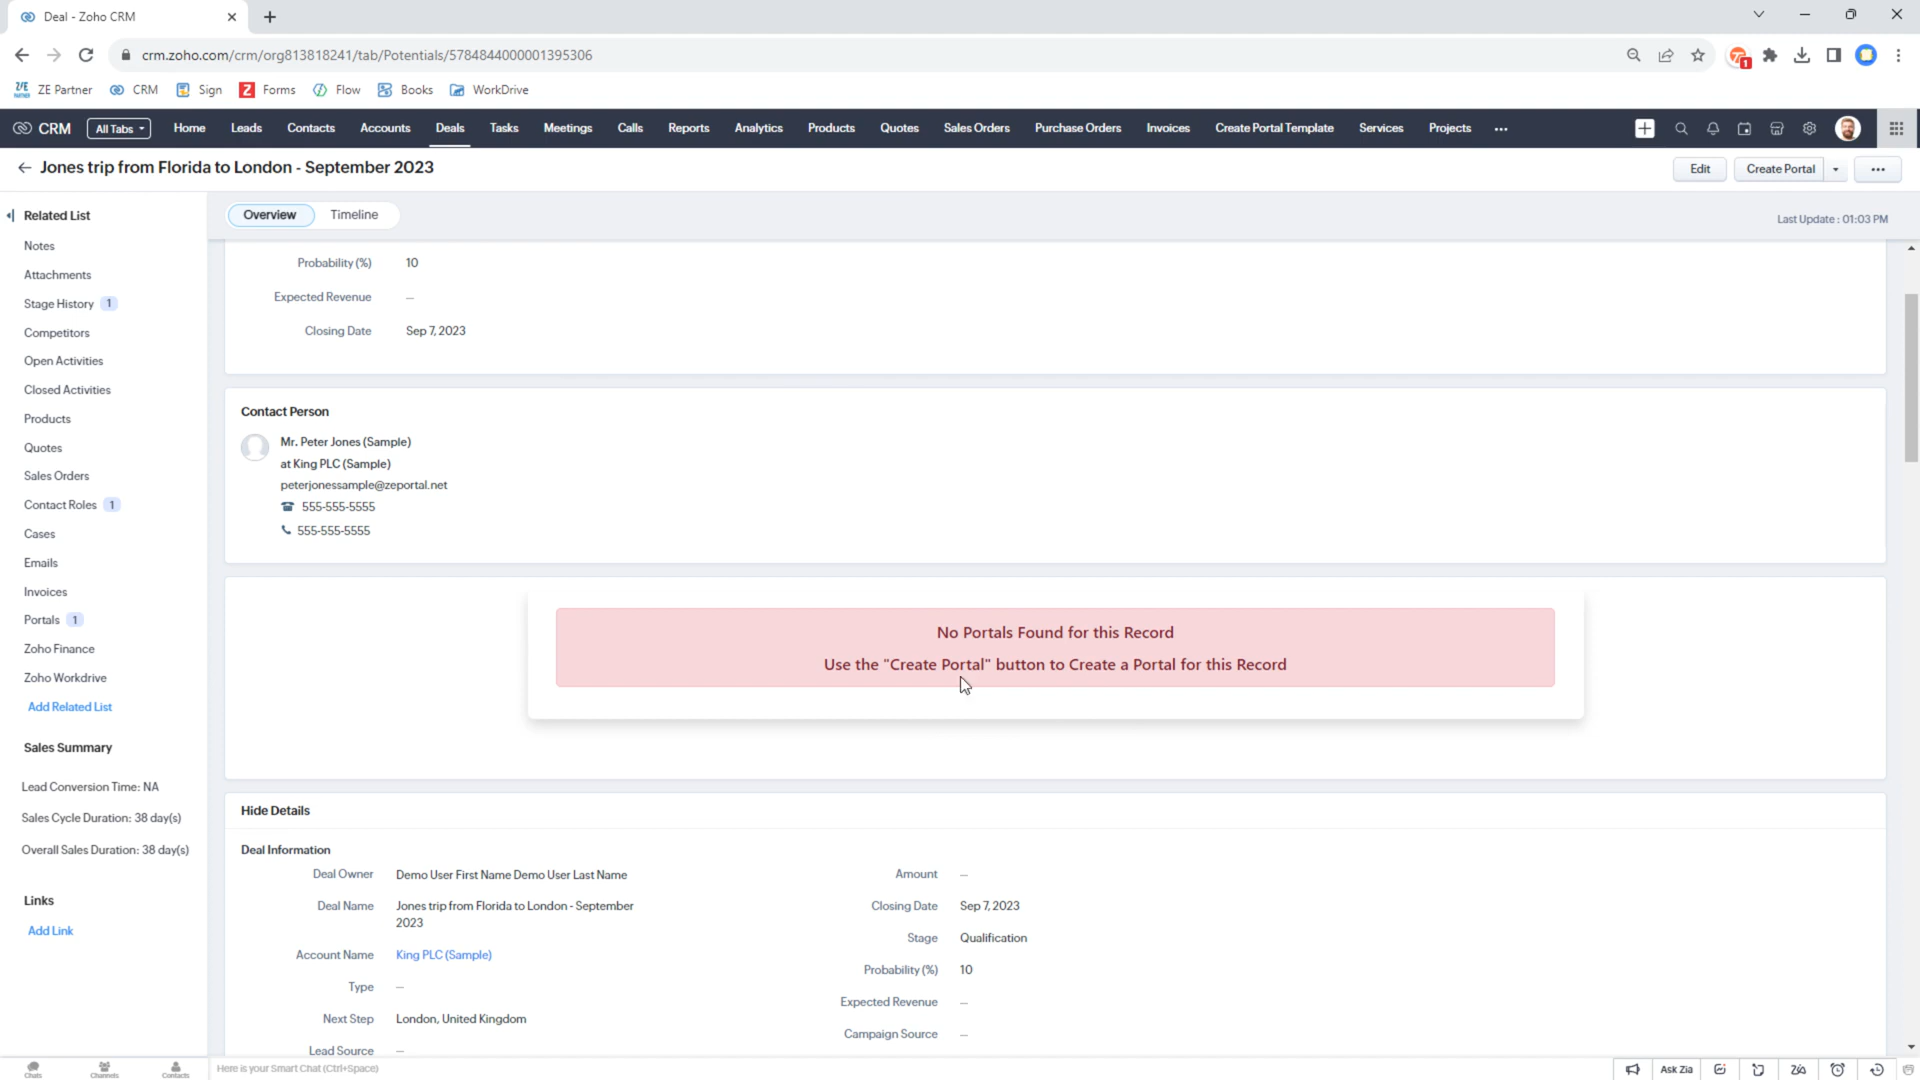 Deal - Zoho CRM
crm.zoho.com/crm/org813818241/tab/Potentials/5784844000001395306
1
ZE Partner CRM Sign Forms Flow Books WorkDrive
CRM All Tabs Home Leads Contacts Accounts Deals Tasks Meetings Calls Reports Analytics Products Quotes Sales Orders Purchase Orders Invoices Create Portal Template Services Projects
Jones trip from Florida to London - September 2023
Edit Create Portal
Related List
Notes
Attachments
Stage History 1
Competitors
Open Activities
Closed Activities
Products
Quotes
Sales Orders
Contact Roles 1
Cases
Emails
Invoices
Portals 1
Zoho Finance
Zoho Workdrive
Add Related List
Sales Summary
Lead Conversion Time: NA
Sales Cycle Duration: 38 day(s)
Overall Sales Duration: 38 day(s)
Links
Add Link
Overview Timeline
Last Update : 01:03 PM
Probability (%) 10
Expected Revenue —
Closing Date Sep 7, 2023
Contact Person
Mr. Peter Jones (Sample)
at King PLC (Sample)
peterjonessample@zeportal.net
555-555-5555
555-555-5555
No Portals Found for this Record
Use the "Create Portal" button to Create a Portal for this Record
Hide Details
Deal Information
Deal Owner Demo User First Name Demo User Last Name
Deal Name Jones trip from Florida to London - September
2023
Account Name King PLC (Sample)
Type —
Next Step London, United Kingdom
Lead Source —
Amount —
Closing Date Sep 7, 2023
Stage Qualification
Probability (%) 10
Expected Revenue —
Campaign Source —
Chats Channels Contacts
Here is your Smart Chat (Ctrl+Space)
Ask Zia